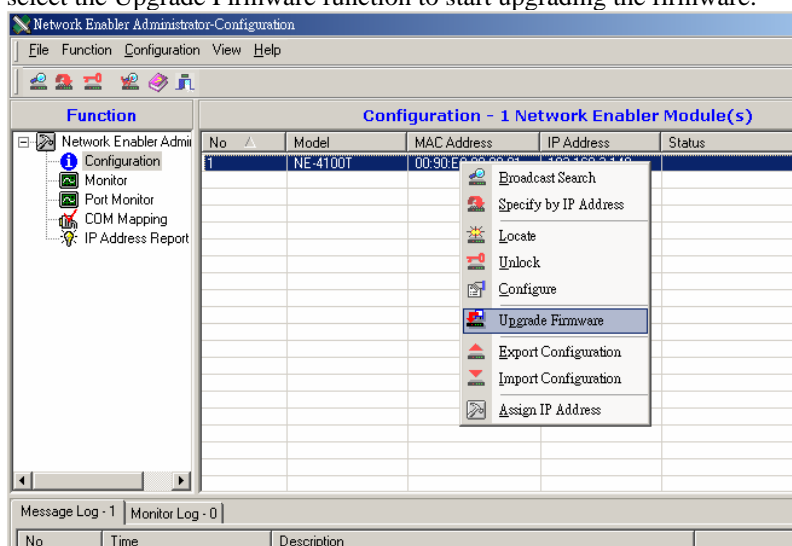 select the Upgrade Firmware function to start upgrading the firmware.
Network Enabler Administrator-Configuration
File Function Configuration View Help
Function
Configuration - 1 Network Enabler Module(s)
Network Enabler Admi
Configuration
Monitor
Port Monitor
COM Mapping
IP Address Report
No Model MAC Address IP Address Status
1 NE-4100T
Broadcast Search
Specify by IP Address
Locate
Unlock
Configure
Upgrade Firmware
Export Configuration
Import Configuration
Assign IP Address
Message Log - 1 Monitor Log - 0
No Time Description